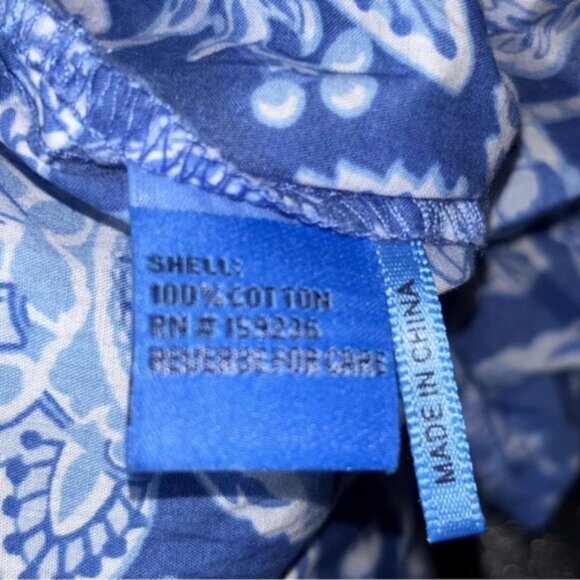 SHELL:
100% COTTON
RN # 159236
REVERSE FOR CARE
MADE IN CHINA